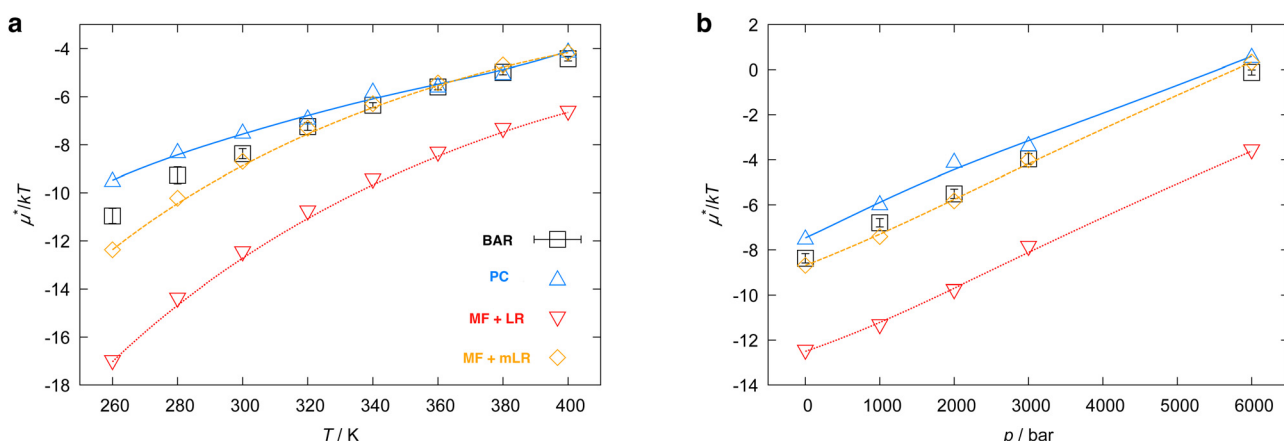 a
-4
-6
-8
-10
-12
-14
-16
-18
μ*/kT
260 280 300 320 340 360 380 400
T / K
BAR
PC
MF + LR
MF + mLR
b
2
0
-2
-4
-6
-8
-10
-12
-14
μ*/kT
0 1000 2000 3000 4000 5000 6000
p / bar